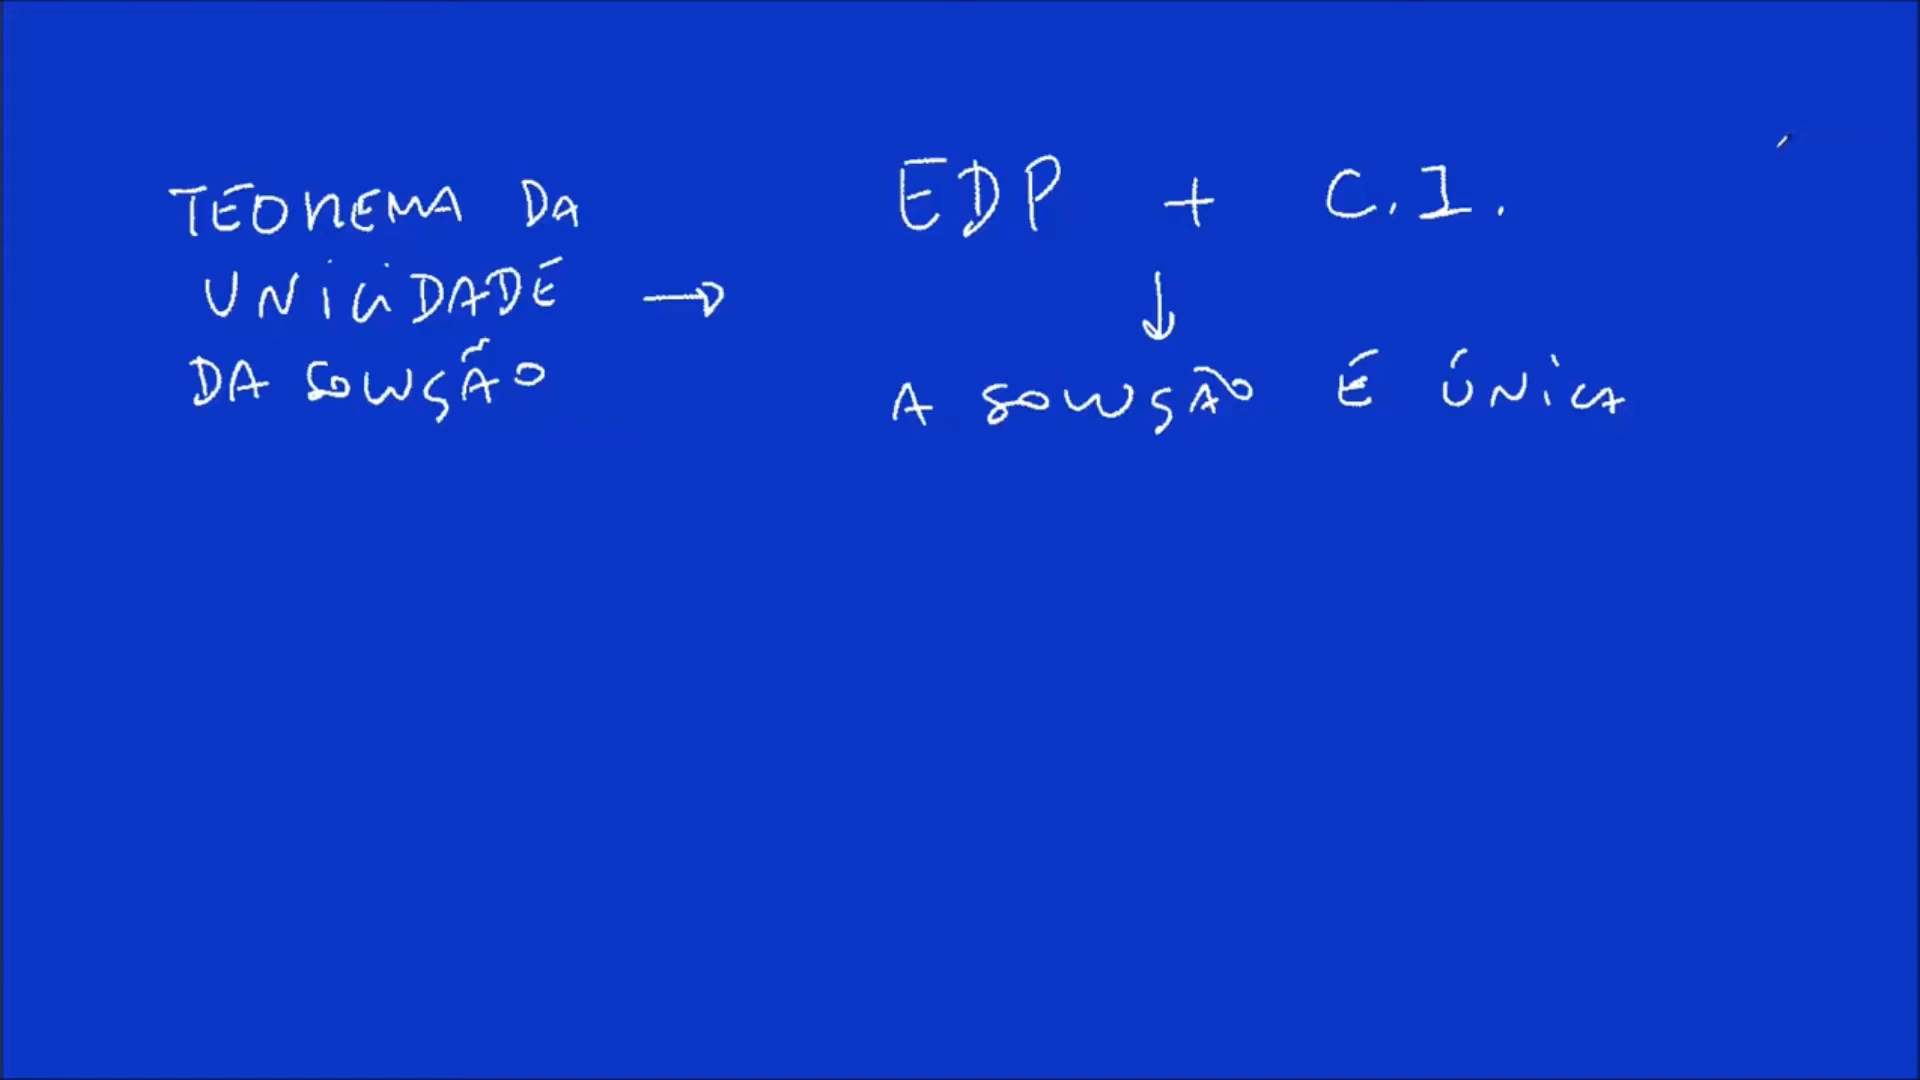 TEOREMA DA
UNICIDADE →
DA SOLUÇÃO
EDP + C.I.
↓
A SOLUÇÃO É ÚNICA